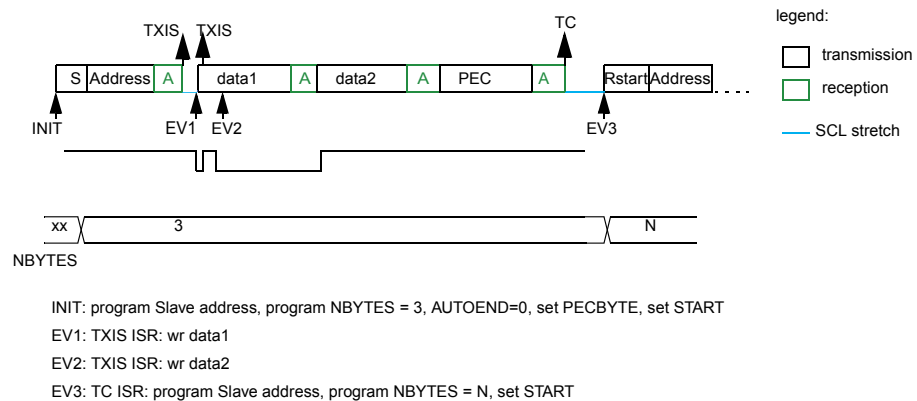 legend:
TXIS TXIS TC
transmission
S Address A data1 A data2 A PEC A Rstart Address
reception
INIT EV1 EV2 EV3
SCL stretch
xx 3 N
NBYTES
INIT: program Slave address, program NBYTES = 3, AUTOEND=0, set PECBYTE, set START
EV1: TXIS ISR: wr data1
EV2: TXIS ISR: wr data2
EV3: TC ISR: program Slave address, program NBYTES = N, set START